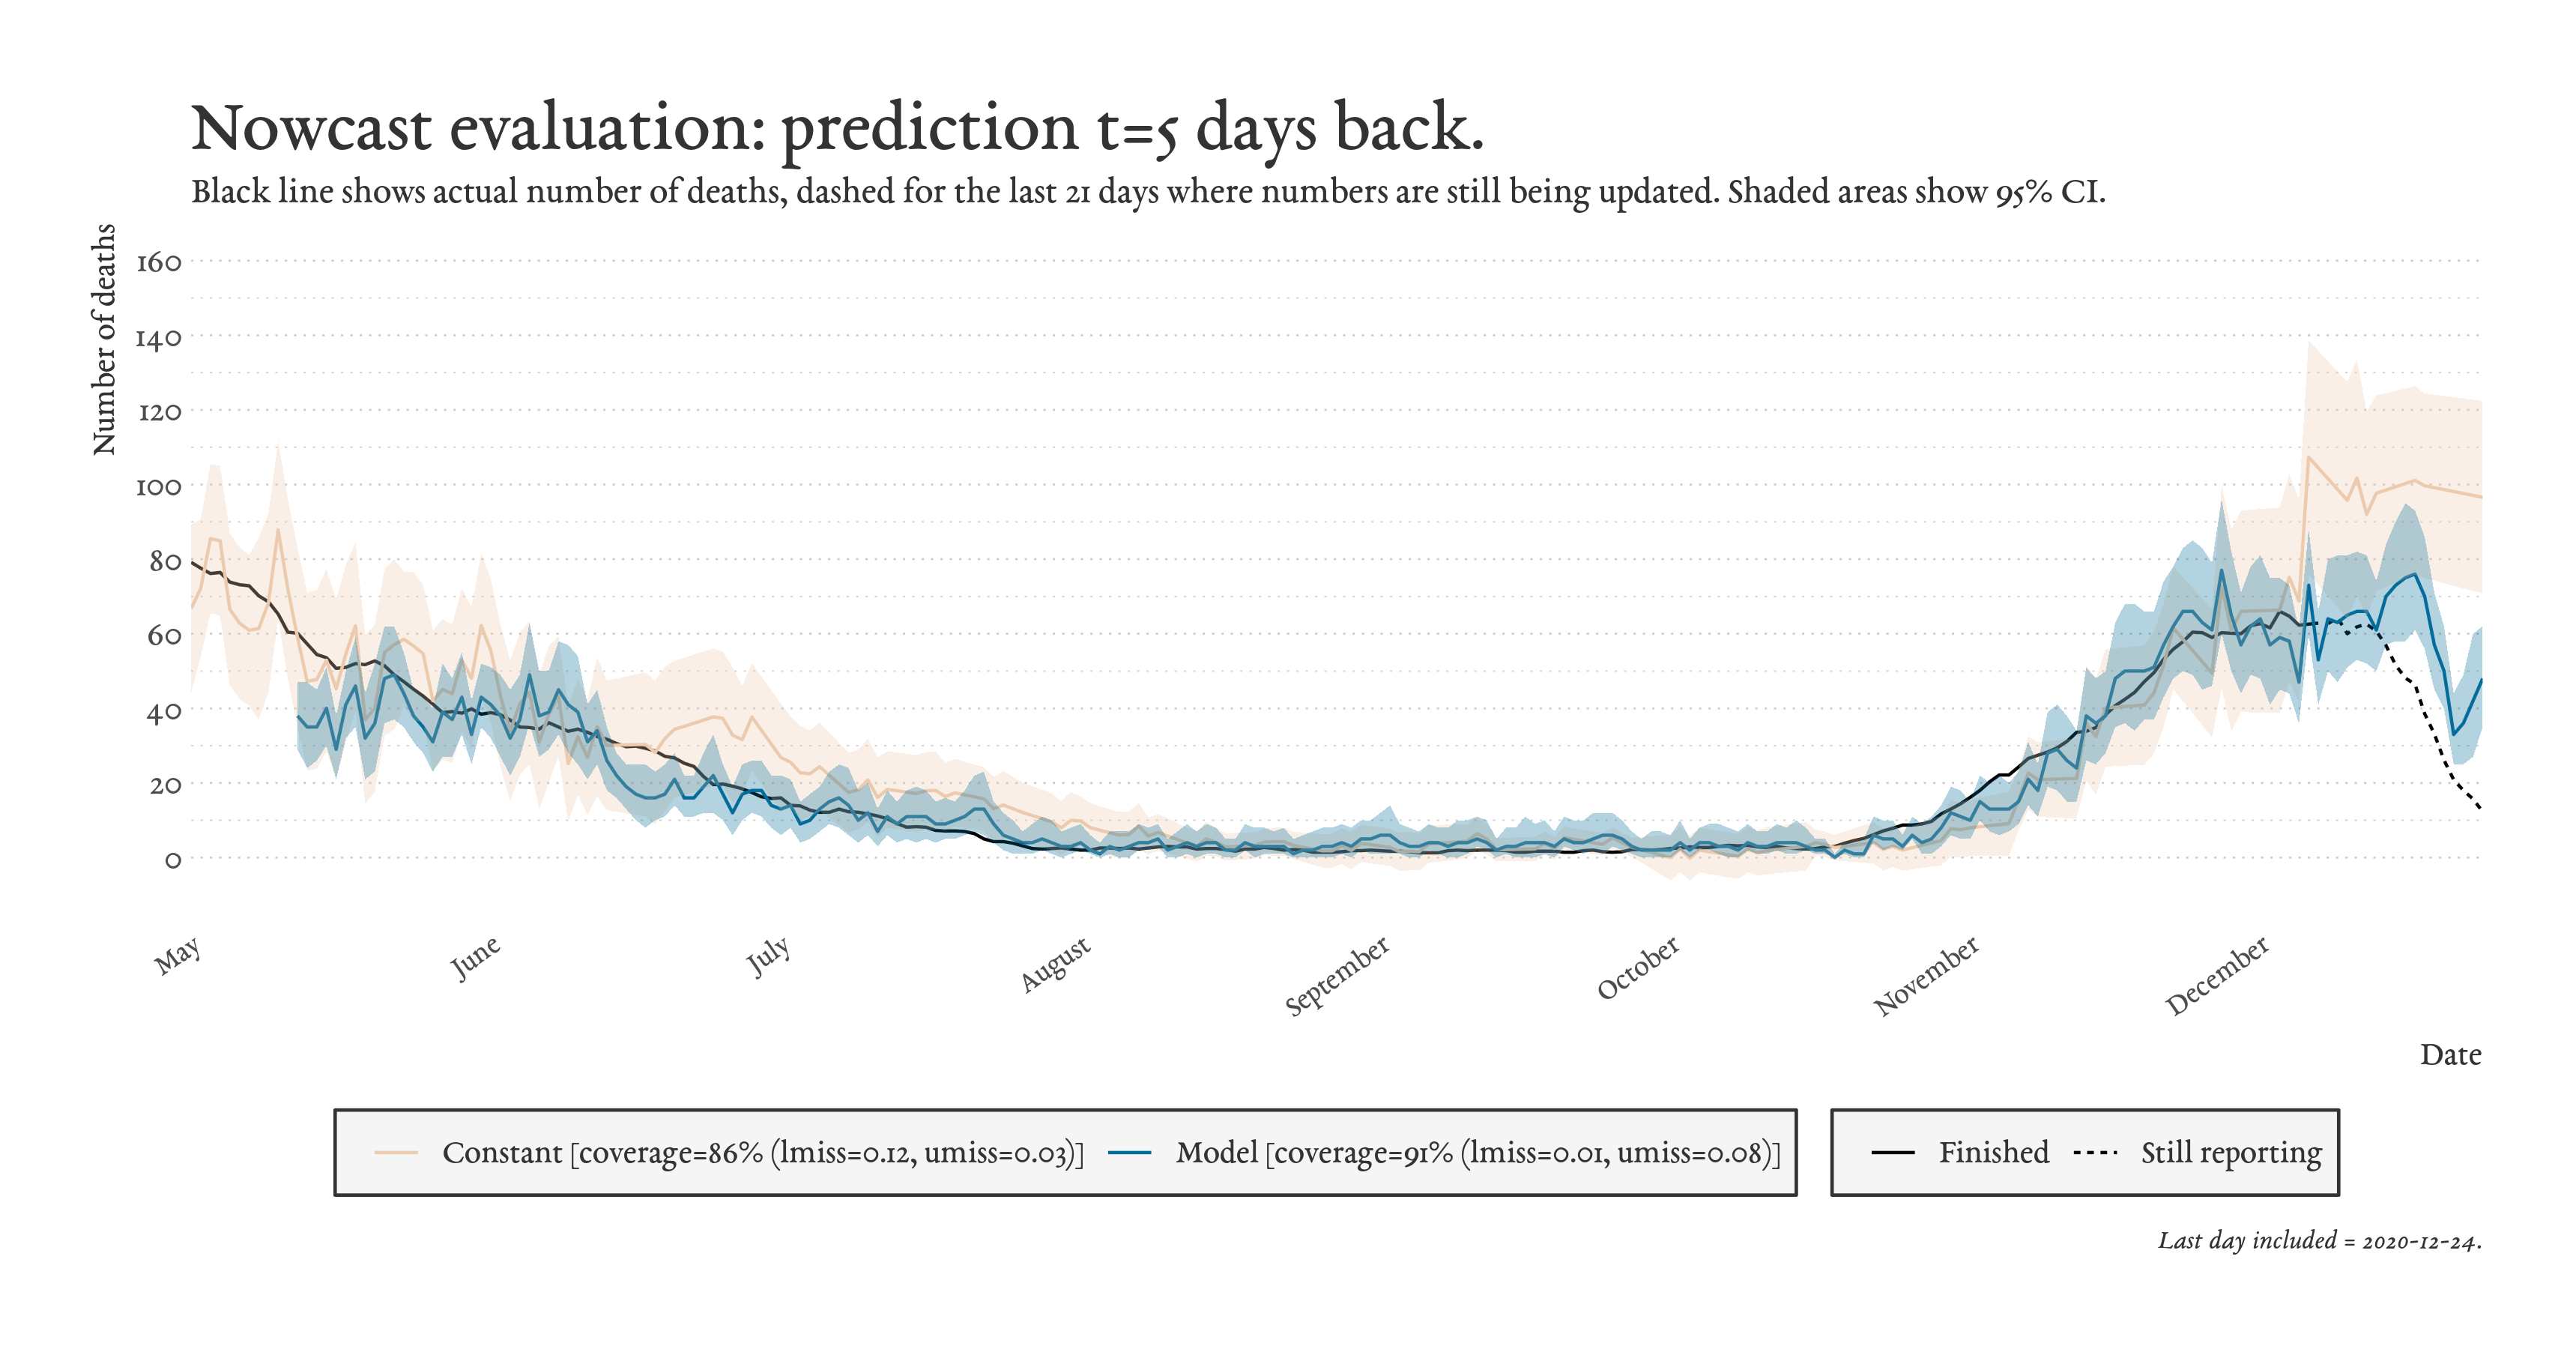 Nowcast evaluation: prediction t=5 days back.
Black line shows actual number of deaths, dashed for the last 21 days where numbers are still being updated. Shaded areas show 95% CI.
Number of deaths
160
140
120
100
80
60
40
20
0
May
June
July
August
September
October
November
December
Date
Constant [coverage=86% (lmiss=0.12, umiss=0.03)]
Model [coverage=91% (lmiss=0.01, umiss=0.08)]
Finished
Still reporting
Last day included = 2020-12-24.